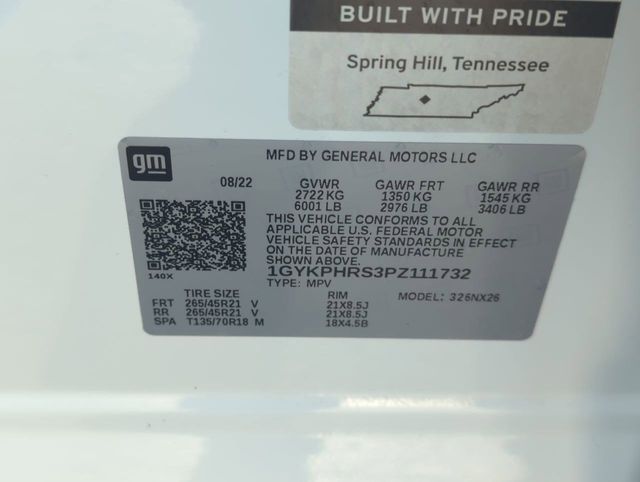 BUILT WITH PRIDE
Spring Hill, Tennessee
gm
MFD BY GENERAL MOTORS LLC
08/22 GVWR GAWR FRT GAWR RR
2722 KG 1350 KG 1545 KG
6001 LB 2976 LB 3406 LB
THIS VEHICLE CONFORMS TO ALL
APPLICABLE U.S. FEDERAL MOTOR
VEHICLE SAFETY STANDARDS IN EFFECT
ON THE DATE OF MANUFACTURE
SHOWN ABOVE.
1GYKPHRS3PZ111732
140X
TYPE: MPV
TIRE SIZE RIM MODEL: 326NX26
FRT 265/45R21 V 21X8.5J
RR 265/45R21 V 21X8.5J
SPA T135/70R18 M 18X4.5B